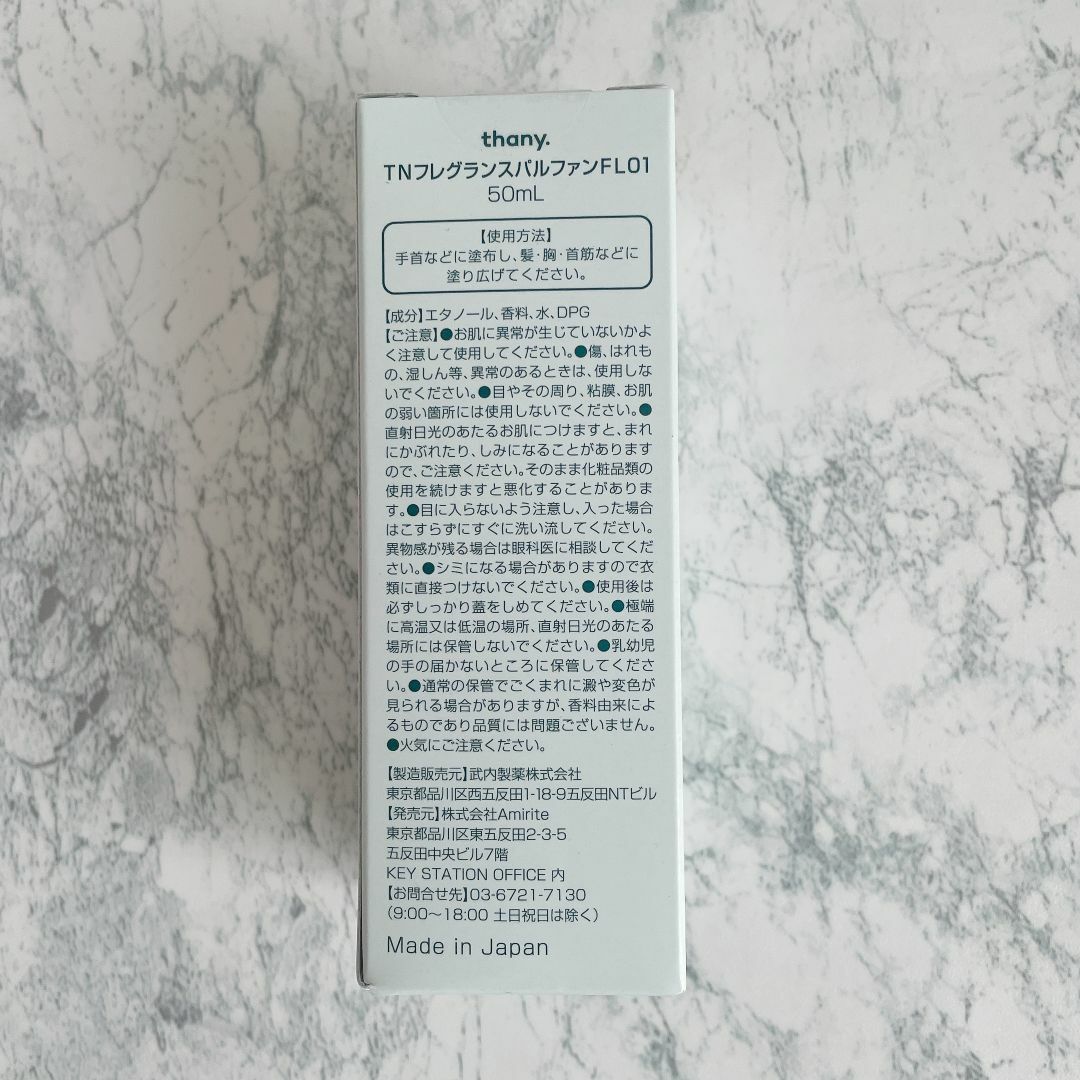 thany.
TNフレグランスパルファンFL01
50mL
【使用方法】
手首などに塗布し、髪・胸・首筋などに
塗り広げてください。
【成分】エタノール、香料、水、DPG
【ご注意】●お肌に異常が生じていないかよ
く注意して使用してください。●傷、はれも
の、湿しん等、異常のあるときは、使用しな
いでください。●目やその周り、粘膜、お肌
の弱い箇所には使用しないでください。●
直射日光のあたるお肌につけますと、まれ
にかぶれたり、しみになることがあります
ので、ご注意ください。そのまま化粧品類の
使用を続けますと悪化することがありま
す。●目に入らないよう注意し、入った場合
はこすらずにすぐに洗い流してください。
異物感が残る場合は眼科医に相談してくだ
さい。●シミになる場合がありますので衣
類に直接つけないでください。●使用後は
必ずしっかり蓋をしめてください。●極端
に高温又は低温の場所、直射日光のあたる
場所には保管しないでください。●乳幼児
の手の届かないところに保管してくださ
い。●通常の保管でごくまれに澱や変色が
見られる場合がありますが、香料由来によ
るものであり品質には問題ございません。
●火気にご注意ください。
【製造販売元】武内製薬株式会社
東京都品川区西五反田1-18-9五反田NTビル
【発売元】株式会社Amirite
東京都品川区東五反田2-3-5
五反田中央ビル7階
KEY STATION OFFICE 内
【お問合せ先】03-6721-7130
(9:00〜18:00 土日祝日は除く)
Made in Japan